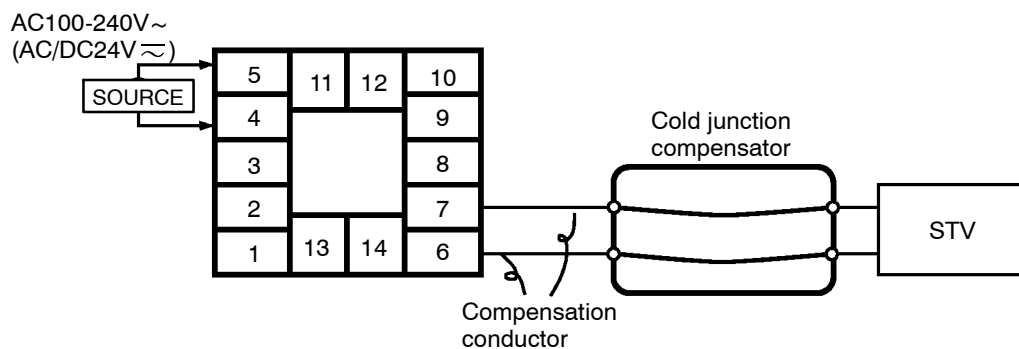 AC100-240V~
(AC/DC24V⎓~)
SOURCE
5
11
12
10
4
9
3
8
2
7
1
13
14
6
Cold junction
compensator
STV
Compensation
conductor